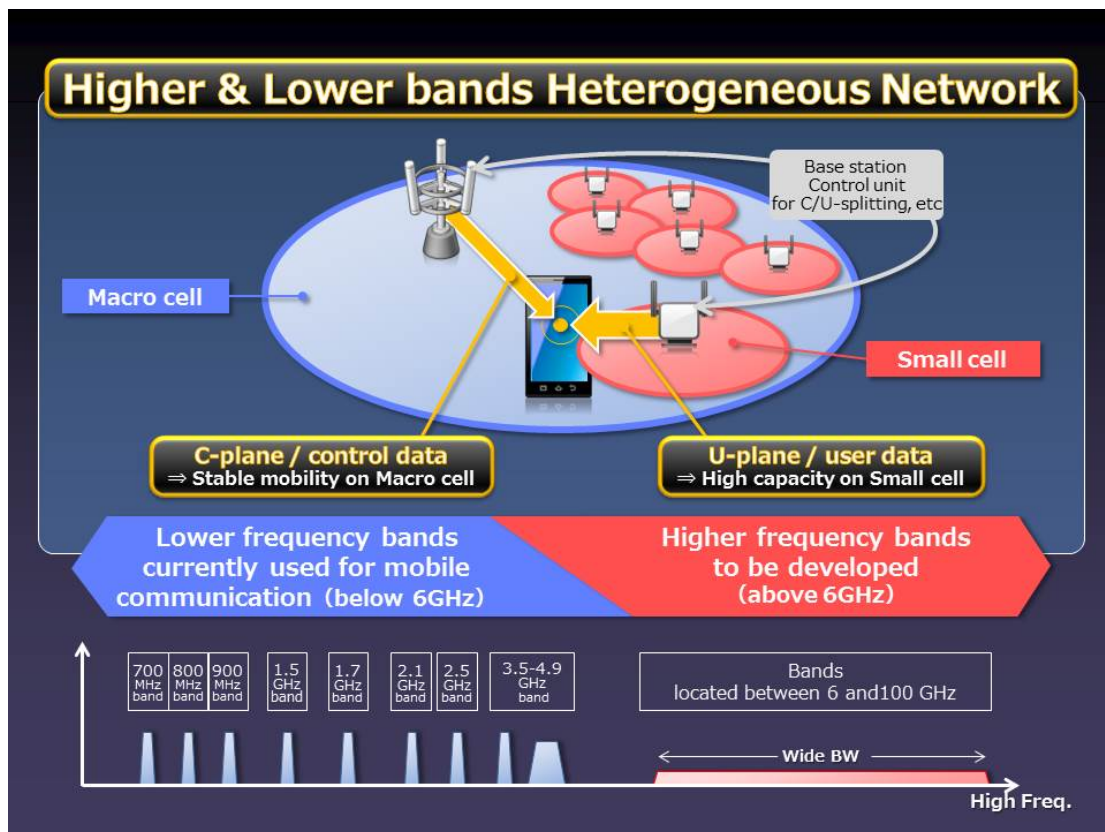 Higher & Lower bands Heterogeneous Network
Base station
Control unit
for C/U-splitting, etc
Macro cell
Small cell
C-plane / control data
⇒ Stable mobility on Macro cell
U-plane / user data
⇒ High capacity on Small cell
Lower frequency bands
currently used for mobile
communication (below 6GHz)
Higher frequency bands
to be developed
(above 6GHz)
700
MHz
band
800
MHz
band
900
MHz
band
1.5
GHz
band
1.7
GHz
band
2.1
GHz
band
2.5
GHz
band
3.5-4.9
GHz
band
Bands
located between 6 and100 GHz
Wide BW
High Freq.